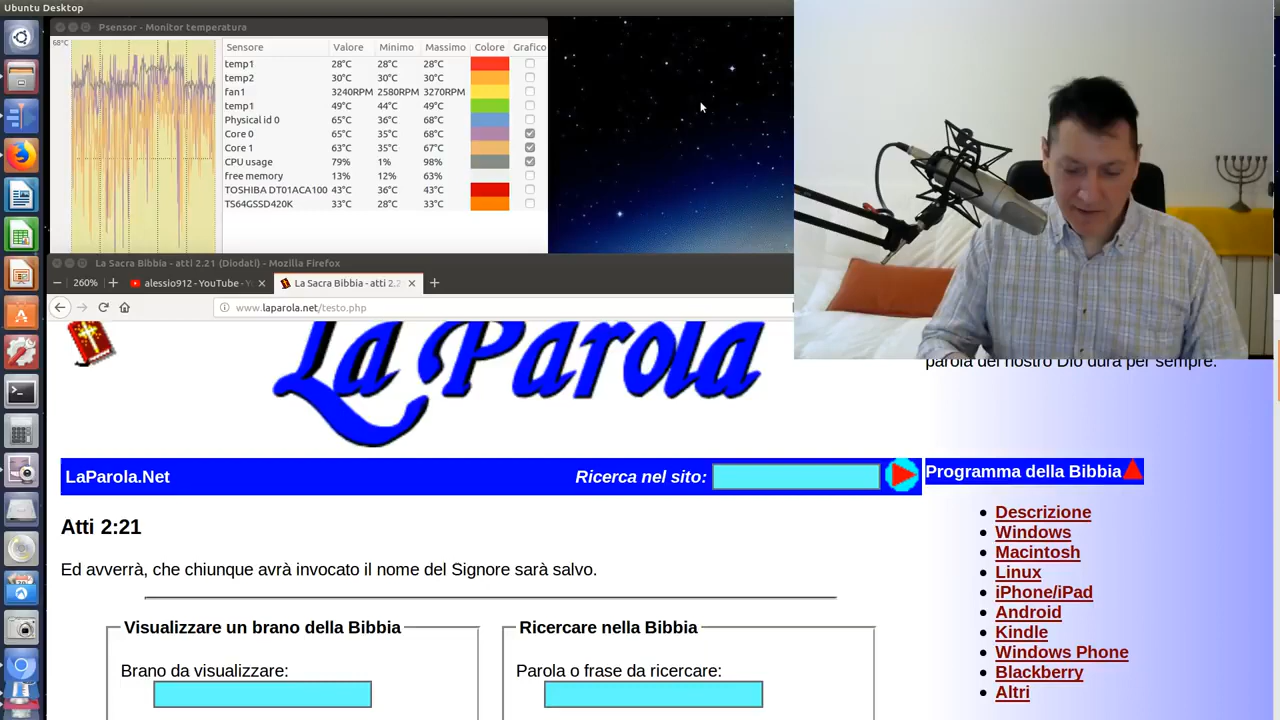 Ubuntu Desktop
Psensor - Monitor temperatura
68°C
Sensore Valore Minimo Massimo Colore Grafico
temp1 28°C 28°C 28°C
temp2 30°C 30°C 30°C
fan1 3240RPM 2580RPM 3270RPM
temp1 49°C 44°C 49°C
Physical id 0 65°C 36°C 68°C
Core 0 65°C 35°C 68°C
Core 1 63°C 35°C 67°C
CPU usage 79% 1% 98%
free memory 13% 12% 63%
TOSHIBA DT01ACA100 43°C 36°C 43°C
TS64GSSD420K 33°C 28°C 33°C
La Sacra Bibbia - atti 2.21 (Diodati) - Mozilla Firefox
260% alessio912 - YouTube - Y La Sacra Bibbia - atti 2.2
www.laparola.net/testo.php
La Parola
parola del nostro Dio dura per sempre.
LaParola.Net Ricerca nel sito:
Programma della Bibbia
Atti 2:21
Ed avverrà, che chiunque avrà invocato il nome del Signore sarà salvo.
Visualizzare un brano della Bibbia
Brano da visualizzare:
Ricercare nella Bibbia
Parola o frase da ricercare:
Descrizione
Windows
Macintosh
Linux
iPhone/iPad
Android
Kindle
Windows Phone
Blackberry
Altri